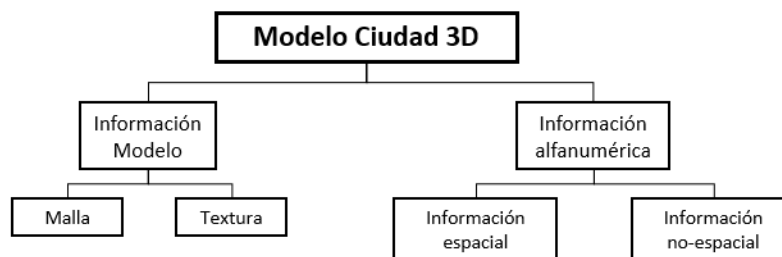 Modelo Ciudad 3D
Información
Modelo
Información
alfanumérica
Malla
Textura
Información
espacial
Información
no-espacial